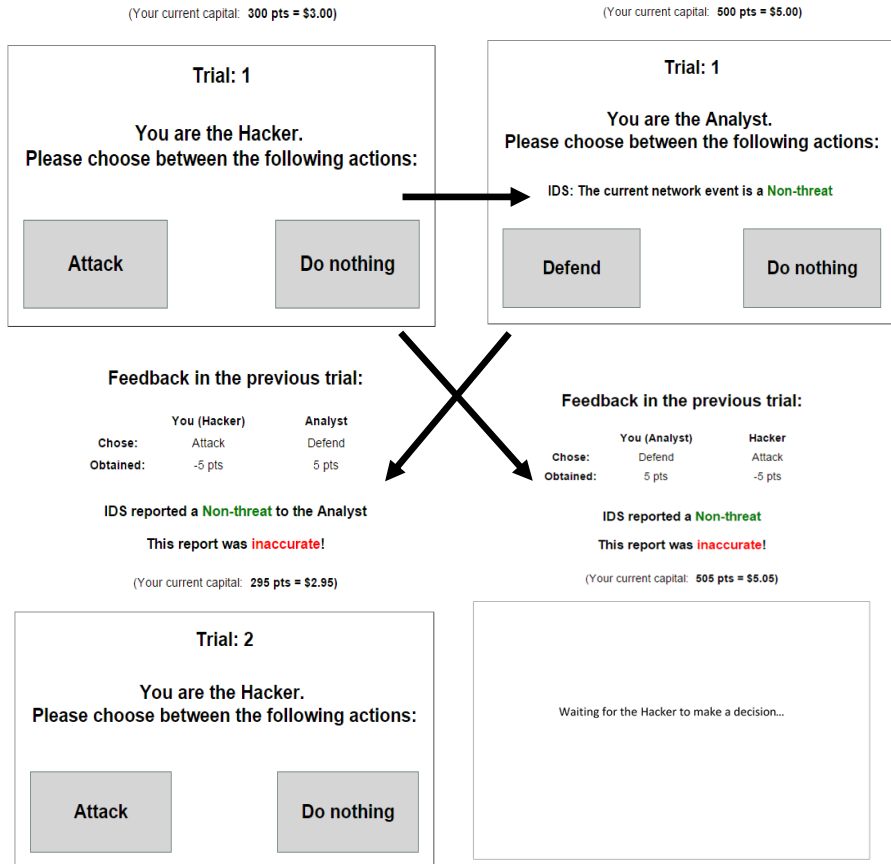 (Your current capital: 300 pts = $3.00)
Trial: 1
You are the Hacker.
Please choose between the following actions:
Attack
Do nothing
(Your current capital: 500 pts = $5.00)
Trial: 1
You are the Analyst.
Please choose between the following actions:
IDS: The current network event is a Non-threat
Defend
Do nothing
Feedback in the previous trial:
You (Hacker) Analyst
Chose: Attack Defend
Obtained: -5 pts 5 pts
IDS reported a Non-threat to the Analyst
This report was inaccurate!
(Your current capital: 295 pts = $2.95)
Trial: 2
You are the Hacker.
Please choose between the following actions:
Attack
Do nothing
Feedback in the previous trial:
You (Analyst) Hacker
Chose: Defend Attack
Obtained: 5 pts -5 pts
IDS reported a Non-threat
This report was inaccurate!
(Your current capital: 505 pts = $5.05)
Waiting for the Hacker to make a decision...